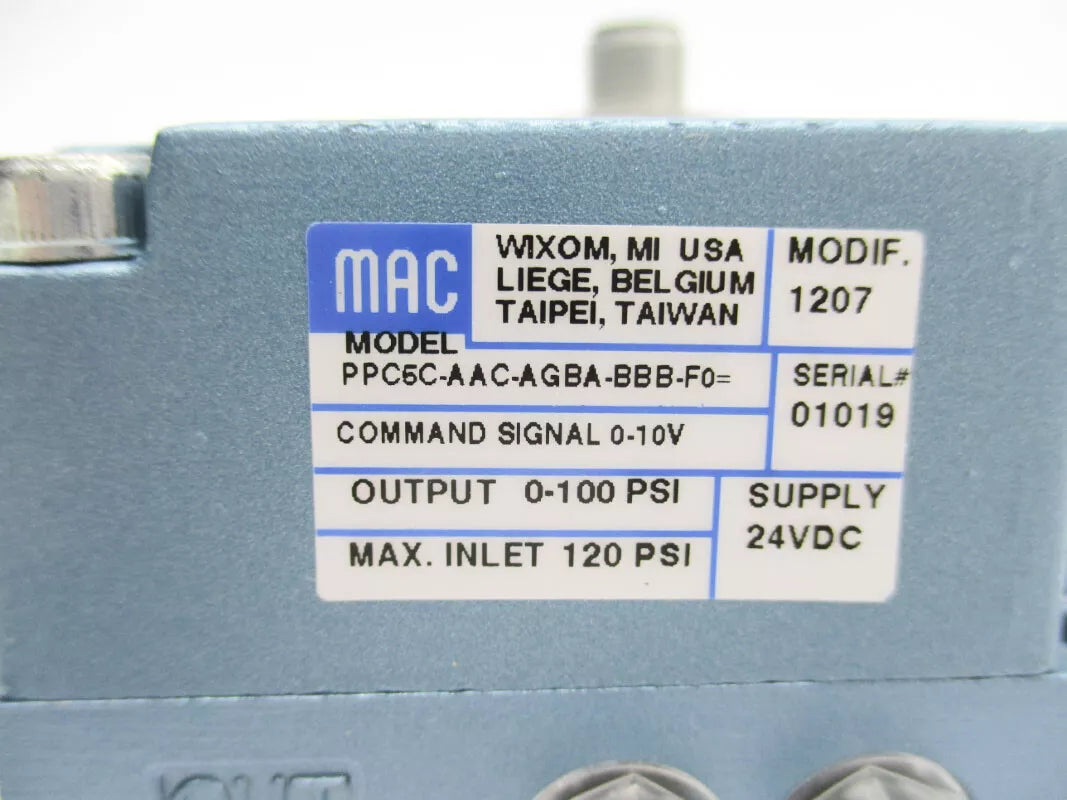 MAC
WIXOM, MI USA
LIEGE, BELGIUM
TAIPEI, TAIWAN
MODIF.
1207
MODEL
PPC5C-AAC-AGBA-BBB-F0=
SERIAL#
01019
COMMAND SIGNAL 0-10V
OUTPUT 0-100 PSI
SUPPLY
24VDC
MAX. INLET 120 PSI
OUT